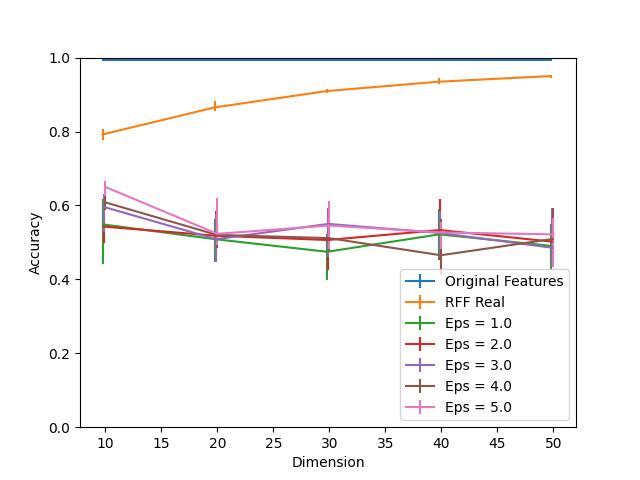 1.0
0.8
0.6
0.4
0.2
0.0
Accuracy
10
15
20
25
30
35
40
45
50
Dimension
Original Features
RFF Real
Eps = 1.0
Eps = 2.0
Eps = 3.0
Eps = 4.0
Eps = 5.0